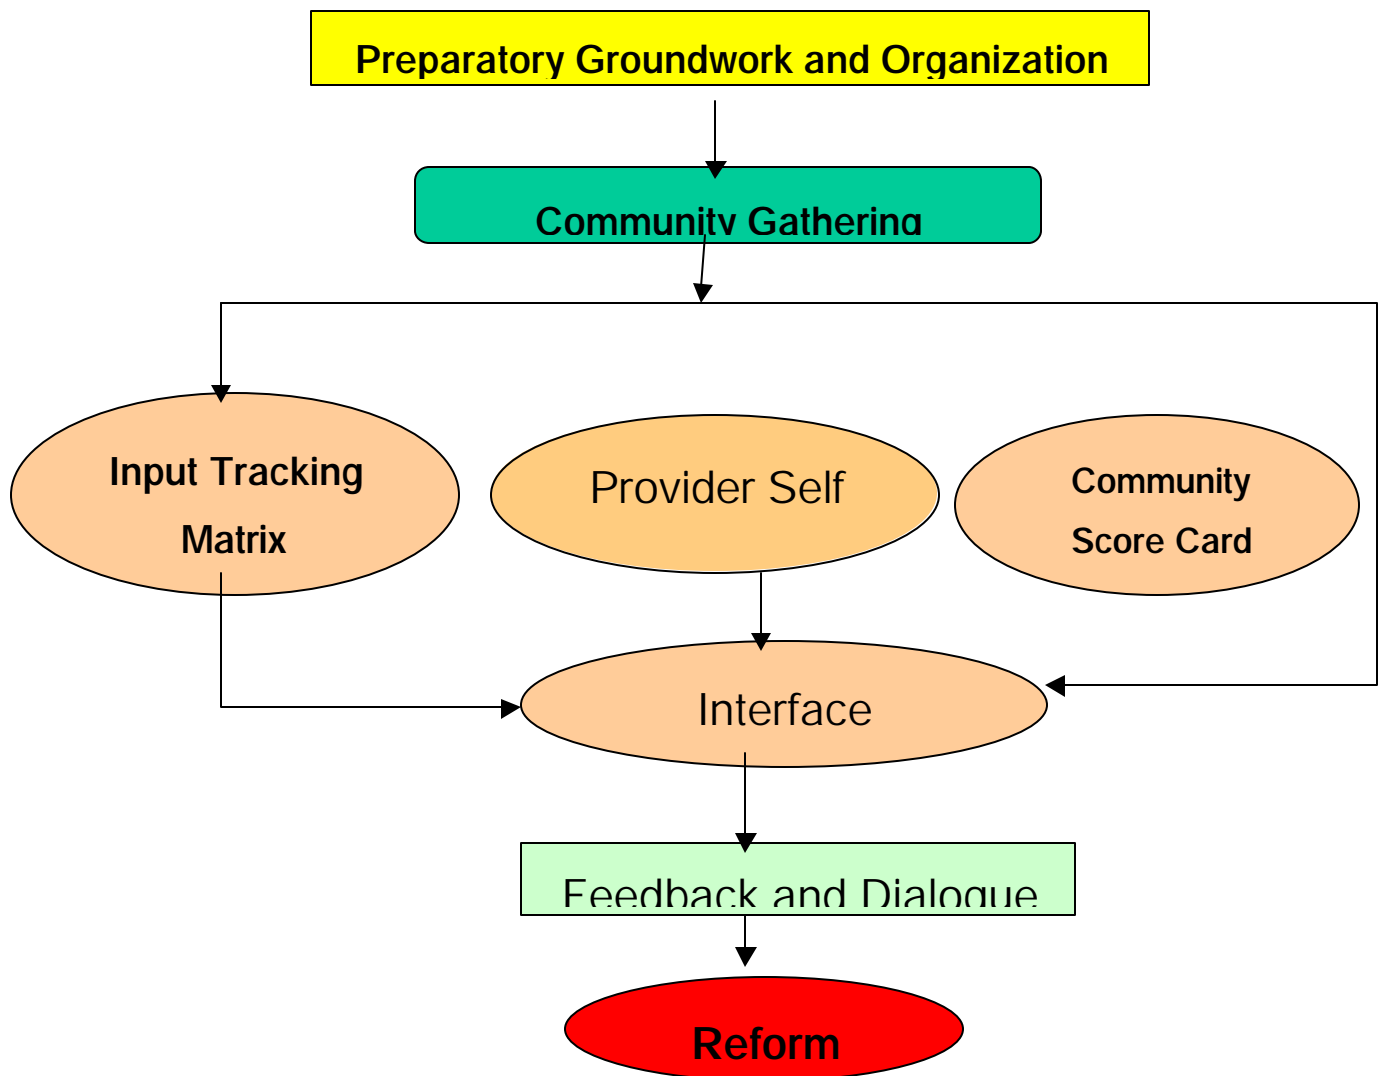 Preparatory Groundwork and Organization
Community Gathering
Input Tracking
Matrix
Provider Self
Community
Score Card
Interface
Feedback and Dialogue
Reform